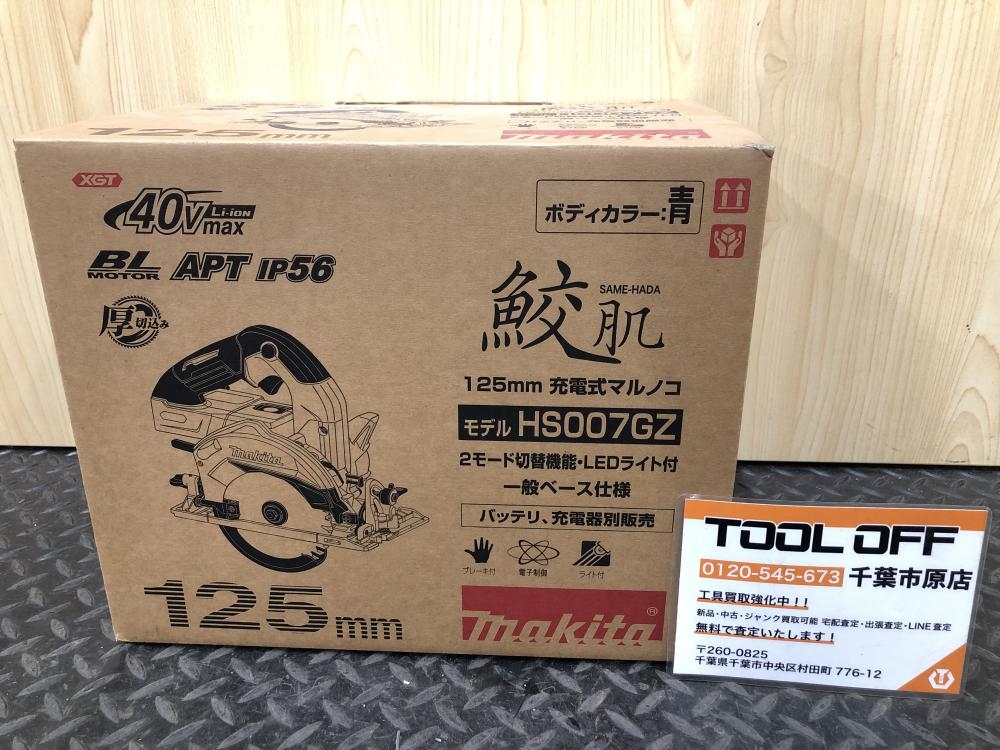 125mm
makita
XGT
40Vmax Li-ion
BL MOTOR APT IP56
厚切込み
ボディカラー:青
鮫肌
SAME-HADA
125mm 充電式マルノコ
モデル HS007GZ
2モード切替機能・LEDライト付
一般ベース仕様
バッテリ、充電器別販売
ブレーキ付 電子制御 ライト付
makita
125mm
makita®
TOOL OFF
0120-545-673 千葉市原店
工具買取強化中!!
新品・中古・ジャンク買取可能 宅配査定・出張査定・LINE査定
無料で査定いたします!
〒260-0825
千葉県千葉市中央区村田町 776-12